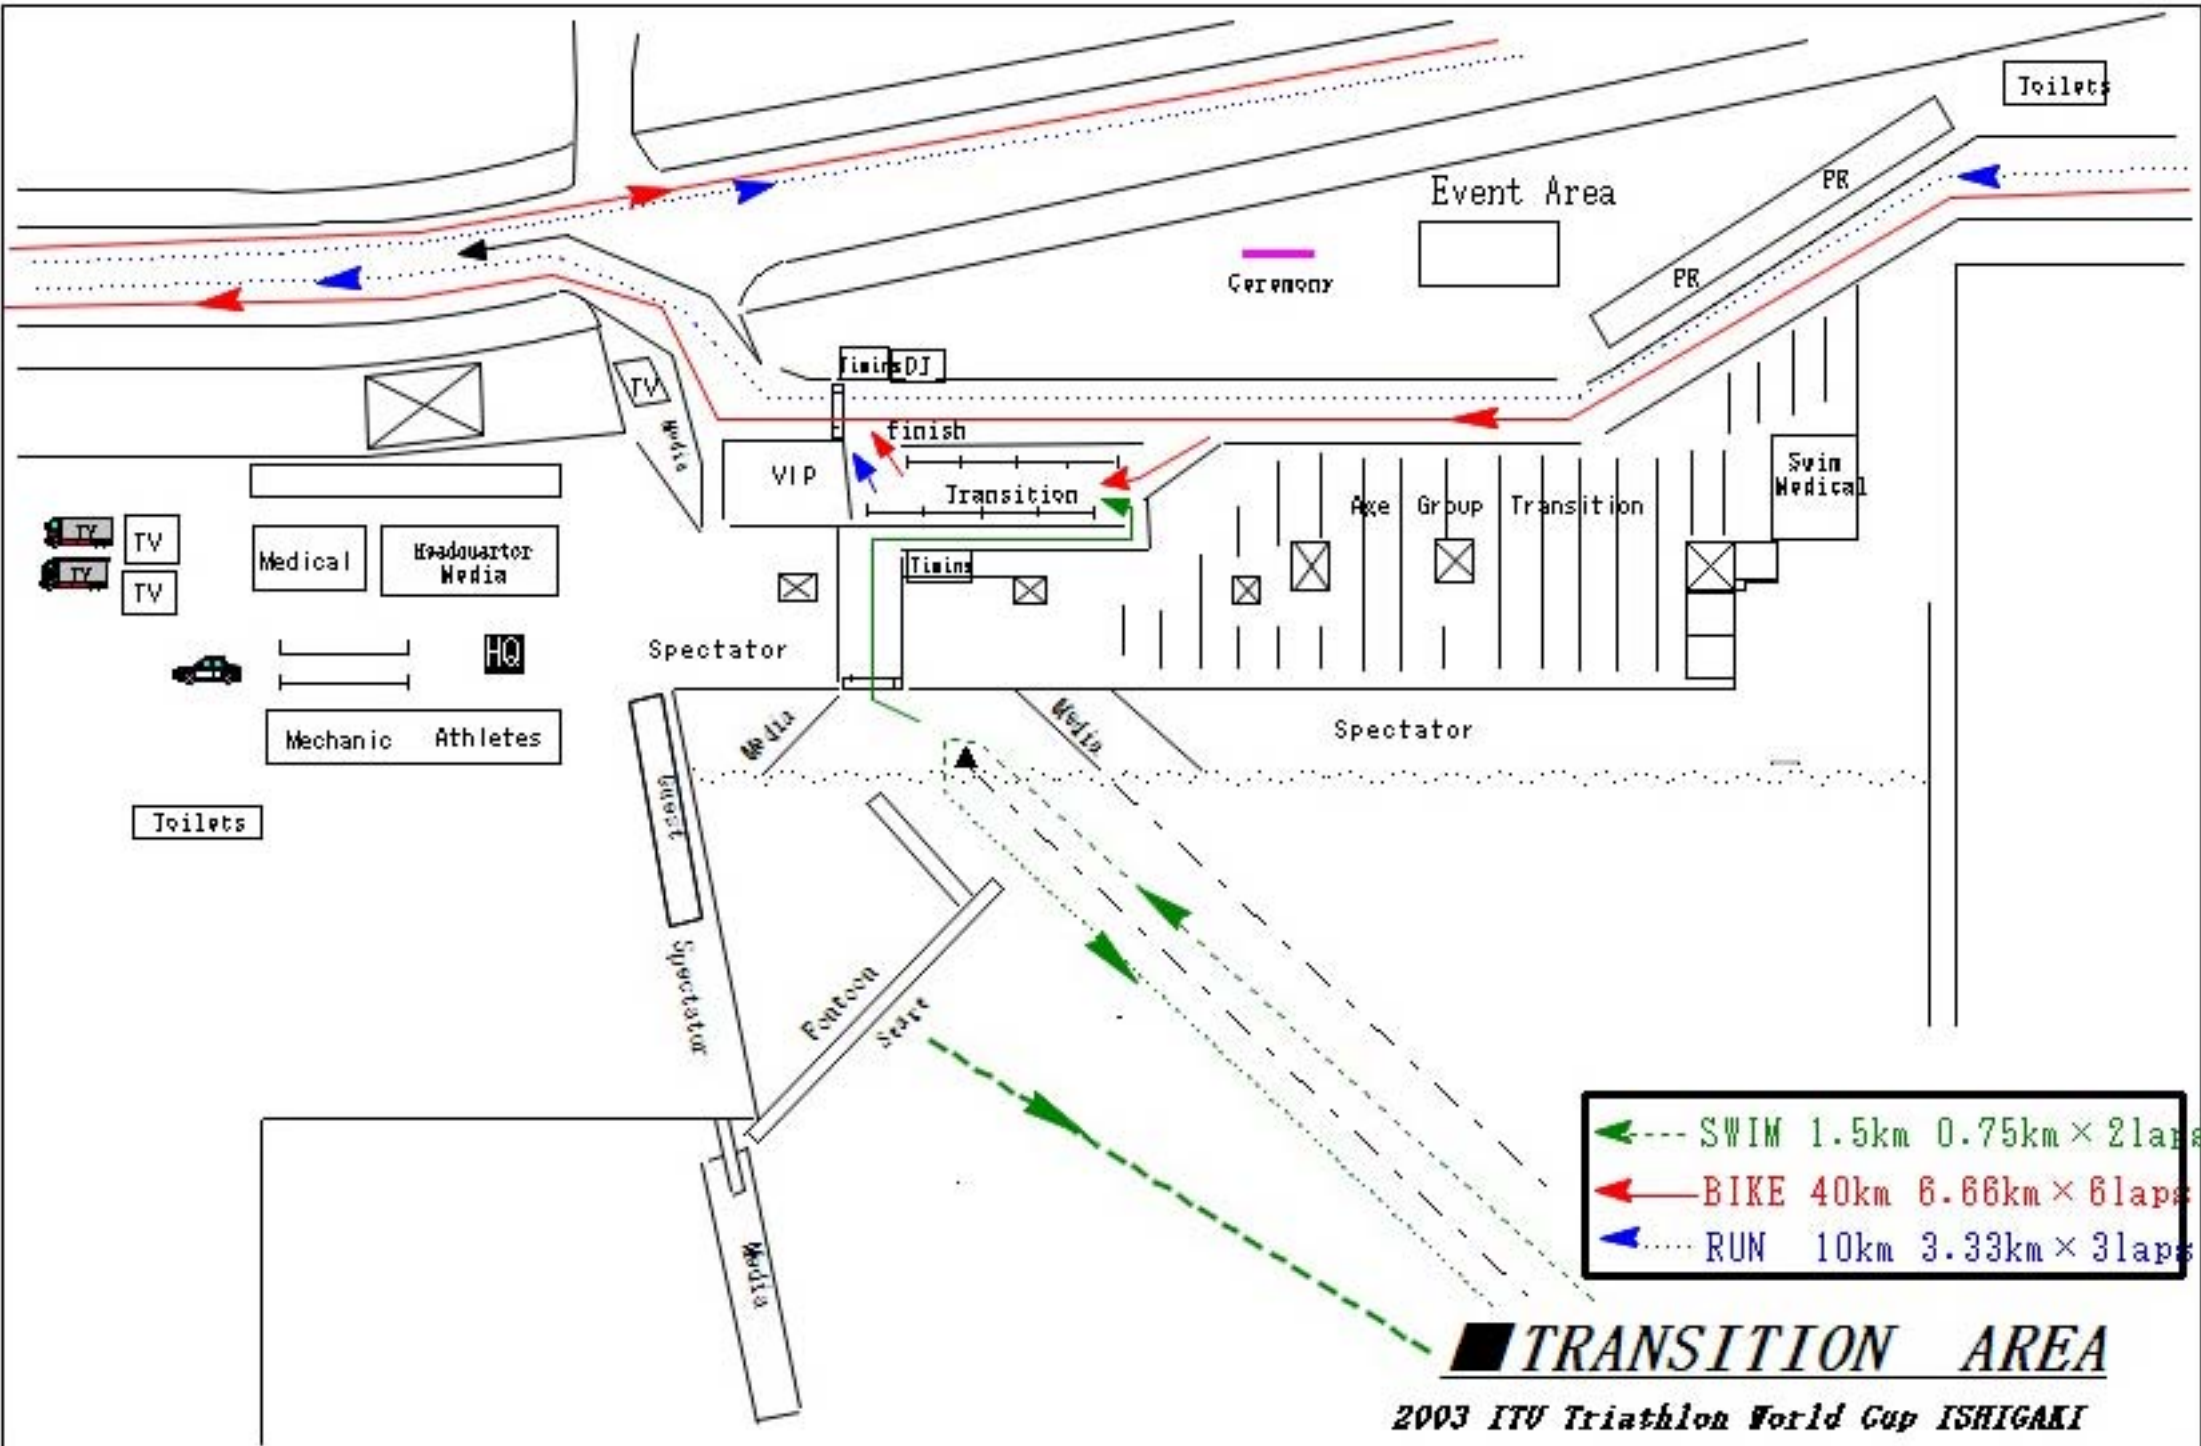 Toilets
PR
Event Area
PR
Ceremony
Timing DJ
TV
Media
finish
VIP
Transition
Swim
Medical
Age Group Transition
TV
TV
TV
TV
Medical
Headquarter
Media
Timing
HQ
Spectator
Mechanic Athletes
Media
Media
Spectator
Guest
Toilets
Spectator
Pontoon
Start
Media
SWIM 1.5km 0.75km×2laps
BIKE 40km 6.66km×6laps
RUN 10km 3.33km×3laps
■TRANSITION AREA
2003 ITU Triathlon World Cup ISHIGAKI